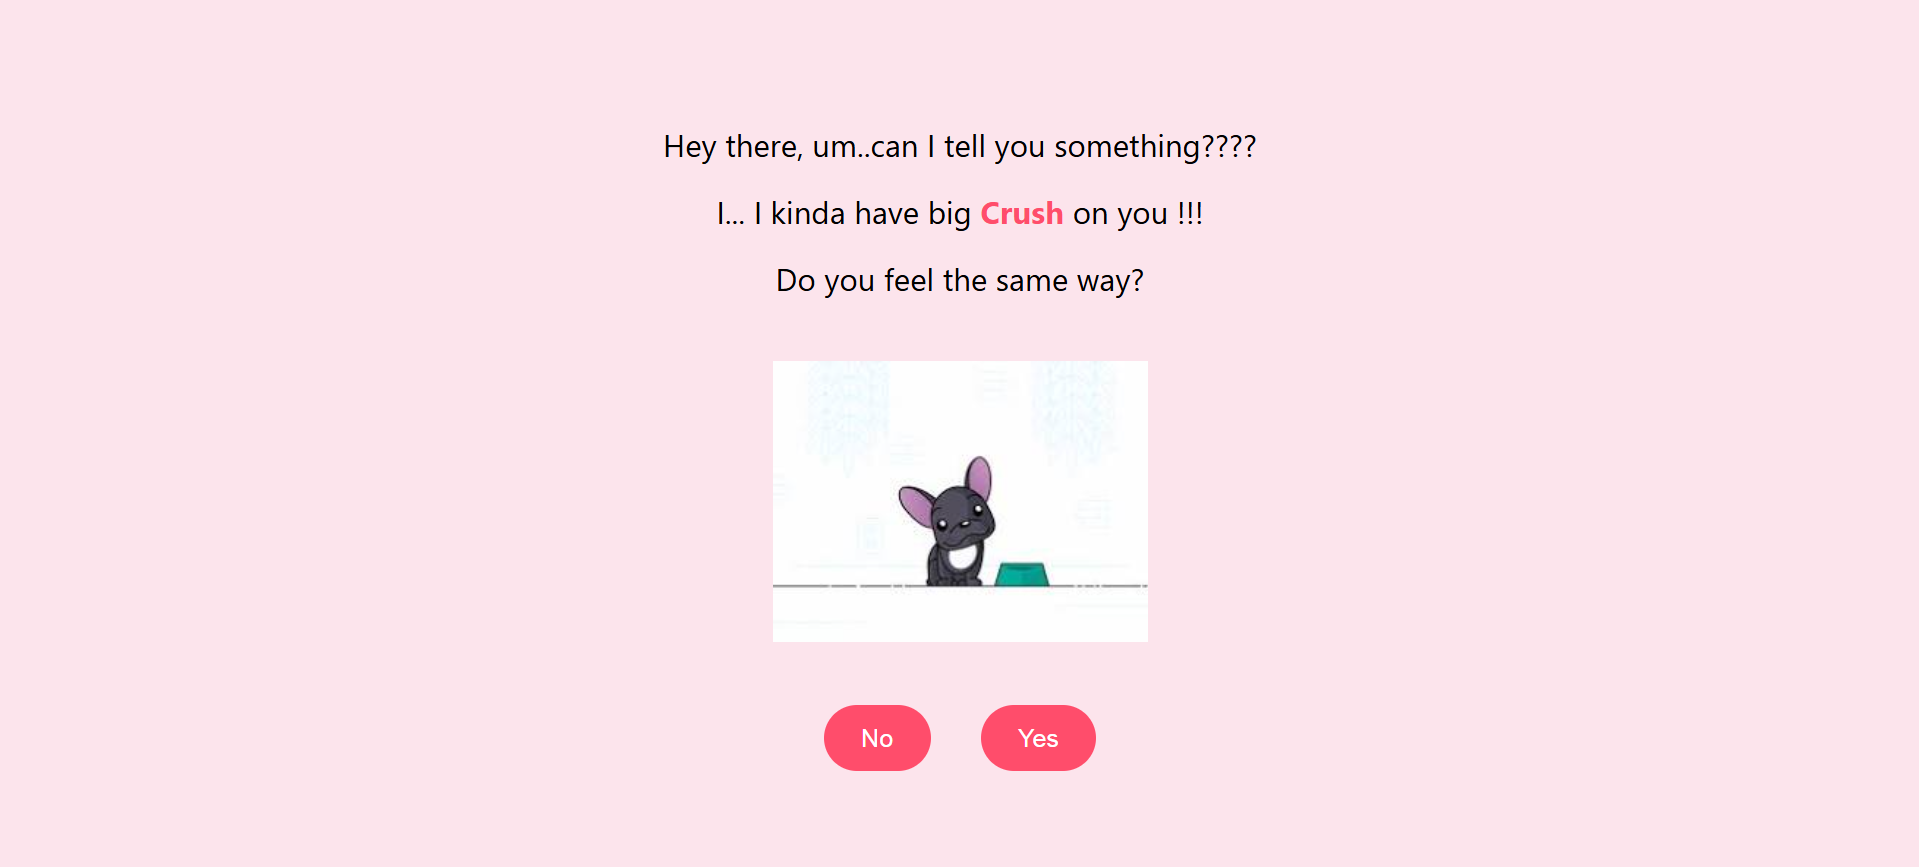 Hey there, um..can I tell you something????
I... I kinda have big Crush on you !!!
Do you feel the same way?
No Yes